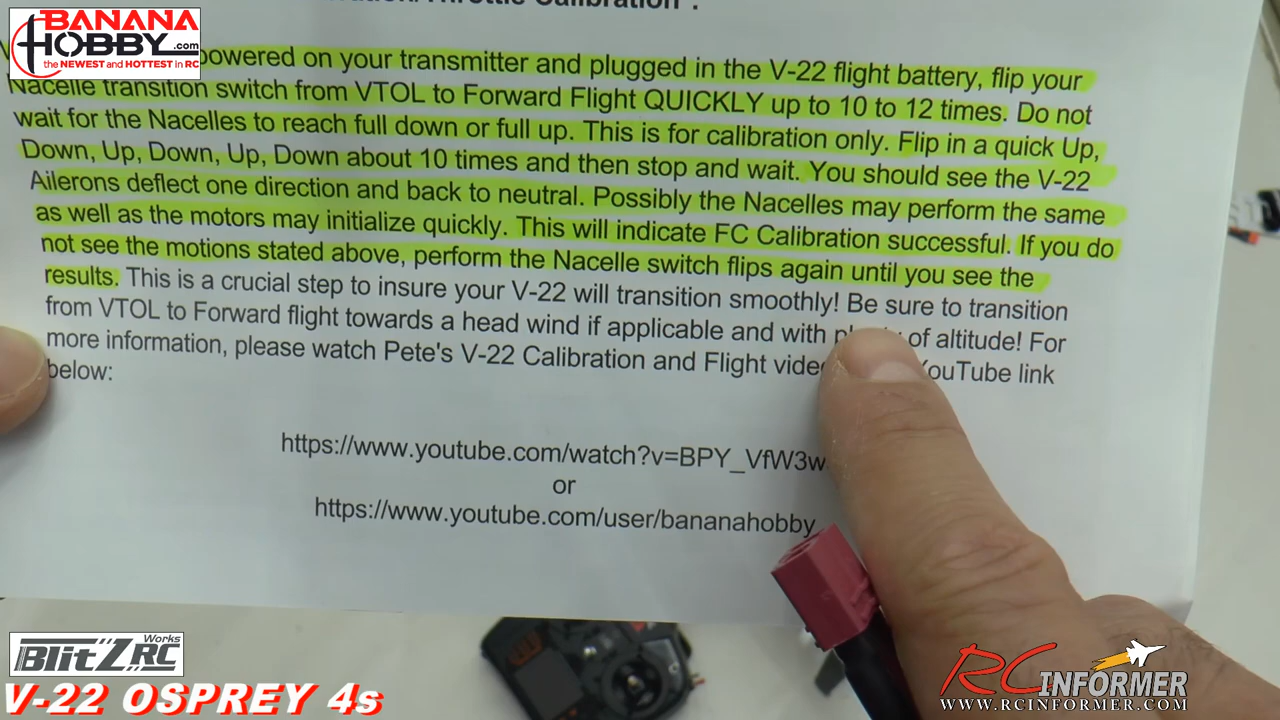 BANANA
HOBBY.com
the NEWEST and HOTTEST in RC
Throttle Calibration".
powered on your transmitter and plugged in the V-22 flight battery, flip your
Nacelle transition switch from VTOL to Forward Flight QUICKLY up to 10 to 12 times. Do not
wait for the Nacelles to reach full down or full up. This is for calibration only. Flip in a quick Up,
Down, Up, Down, Up, Down about 10 times and then stop and wait. You should see the V-22
Ailerons deflect one direction and back to neutral. Possibly the Nacelles may perform the same
as well as the motors may initialize quickly. This will indicate FC Calibration successful. If you do
not see the motions stated above, perform the Nacelle switch flips again until you see the
results. This is a crucial step to insure your V-22 will transition smoothly! Be sure to transition
from VTOL to Forward flight towards a head wind if applicable and with of altitude! For
more information, please watch Pete's V-22 Calibration and Flight YouTube link
below:
https://www.youtube.com/watch?v=BPY_VfW3w
or
https://www.youtube.com/user/bananahobby
BlitzRC Works
V-22 OSPREY 4s
RC INFORMER
WWW.RCINFORMER.COM